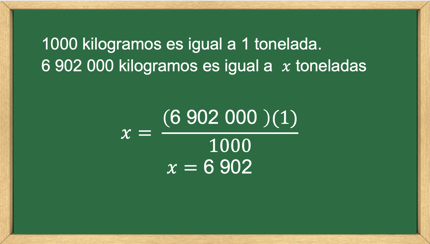 1000 kilogramos es igual a 1 tonelada.
6 902 000 kilogramos es igual a x toneladas
x = (6 902 000 )(1)
1000
x = 6 902